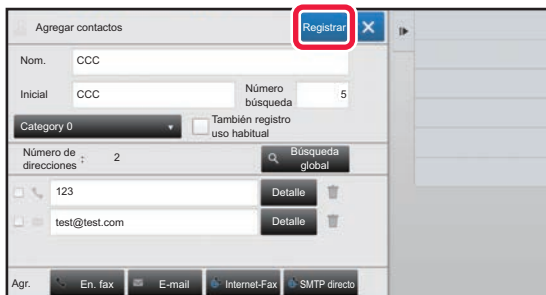 Agregar contactos Registrar
Nom. CCC
Inicial CCC Número búsqueda 5
Category 0 También registro uso habitual
Número de direcciones : 2 Búsqueda global
123 Detalle
test@test.com Detalle
Agr. En. fax E-mail Internet-Fax SMTP directo